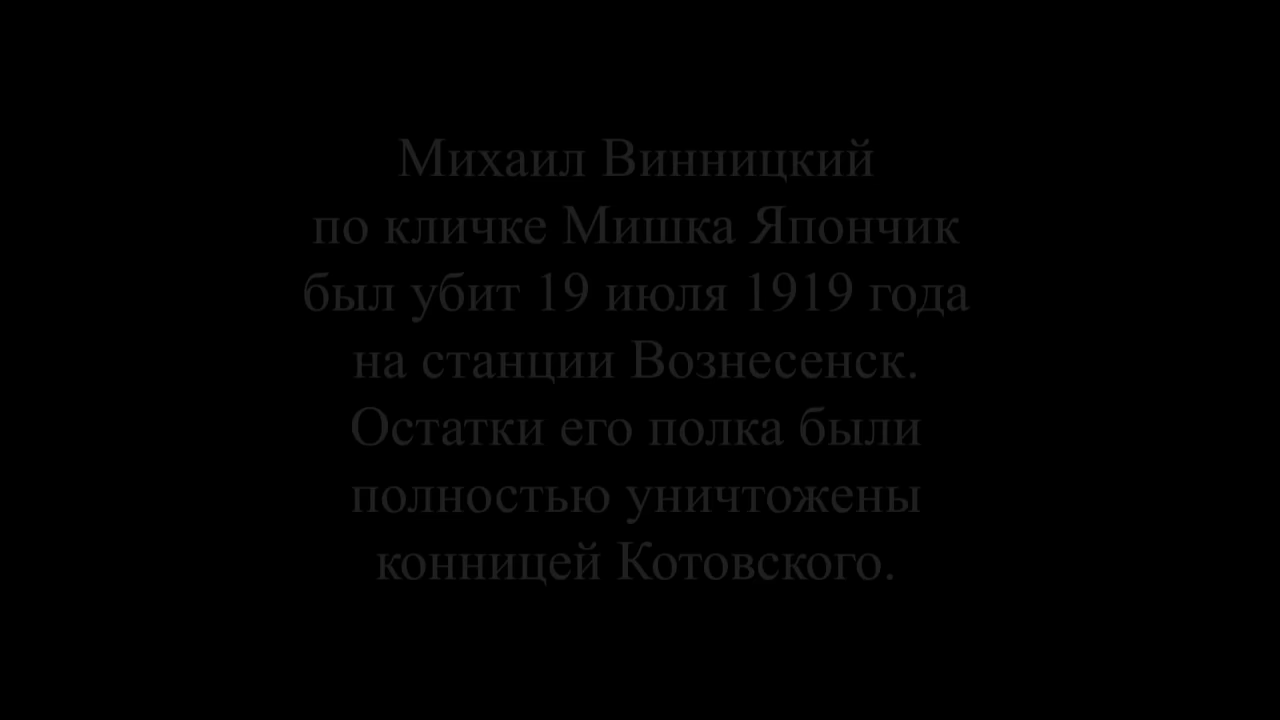 Михаил Винницкий
по кличке Мишка Япончик
был убит 19 июля 1919 года
на станции Вознесенск.
Остатки его полка были
полностью уничтожены
конницей Котовского.